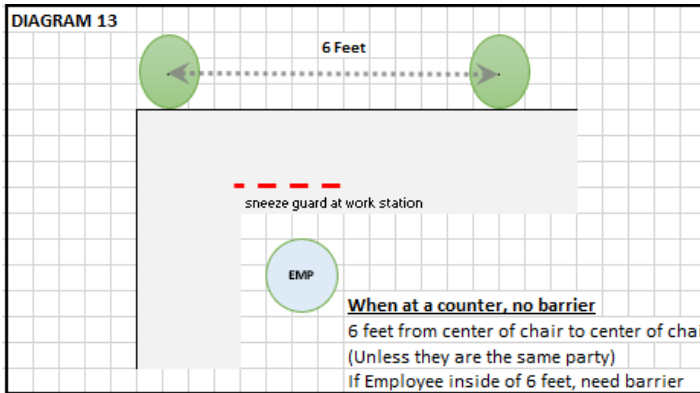 DIAGRAM 13
6 Feet
sneeze guard at work station
EMP
When at a counter, no barrier
6 feet from center of chair to center of chai
(Unless they are the same party)
If Employee inside of 6 feet, need barrier